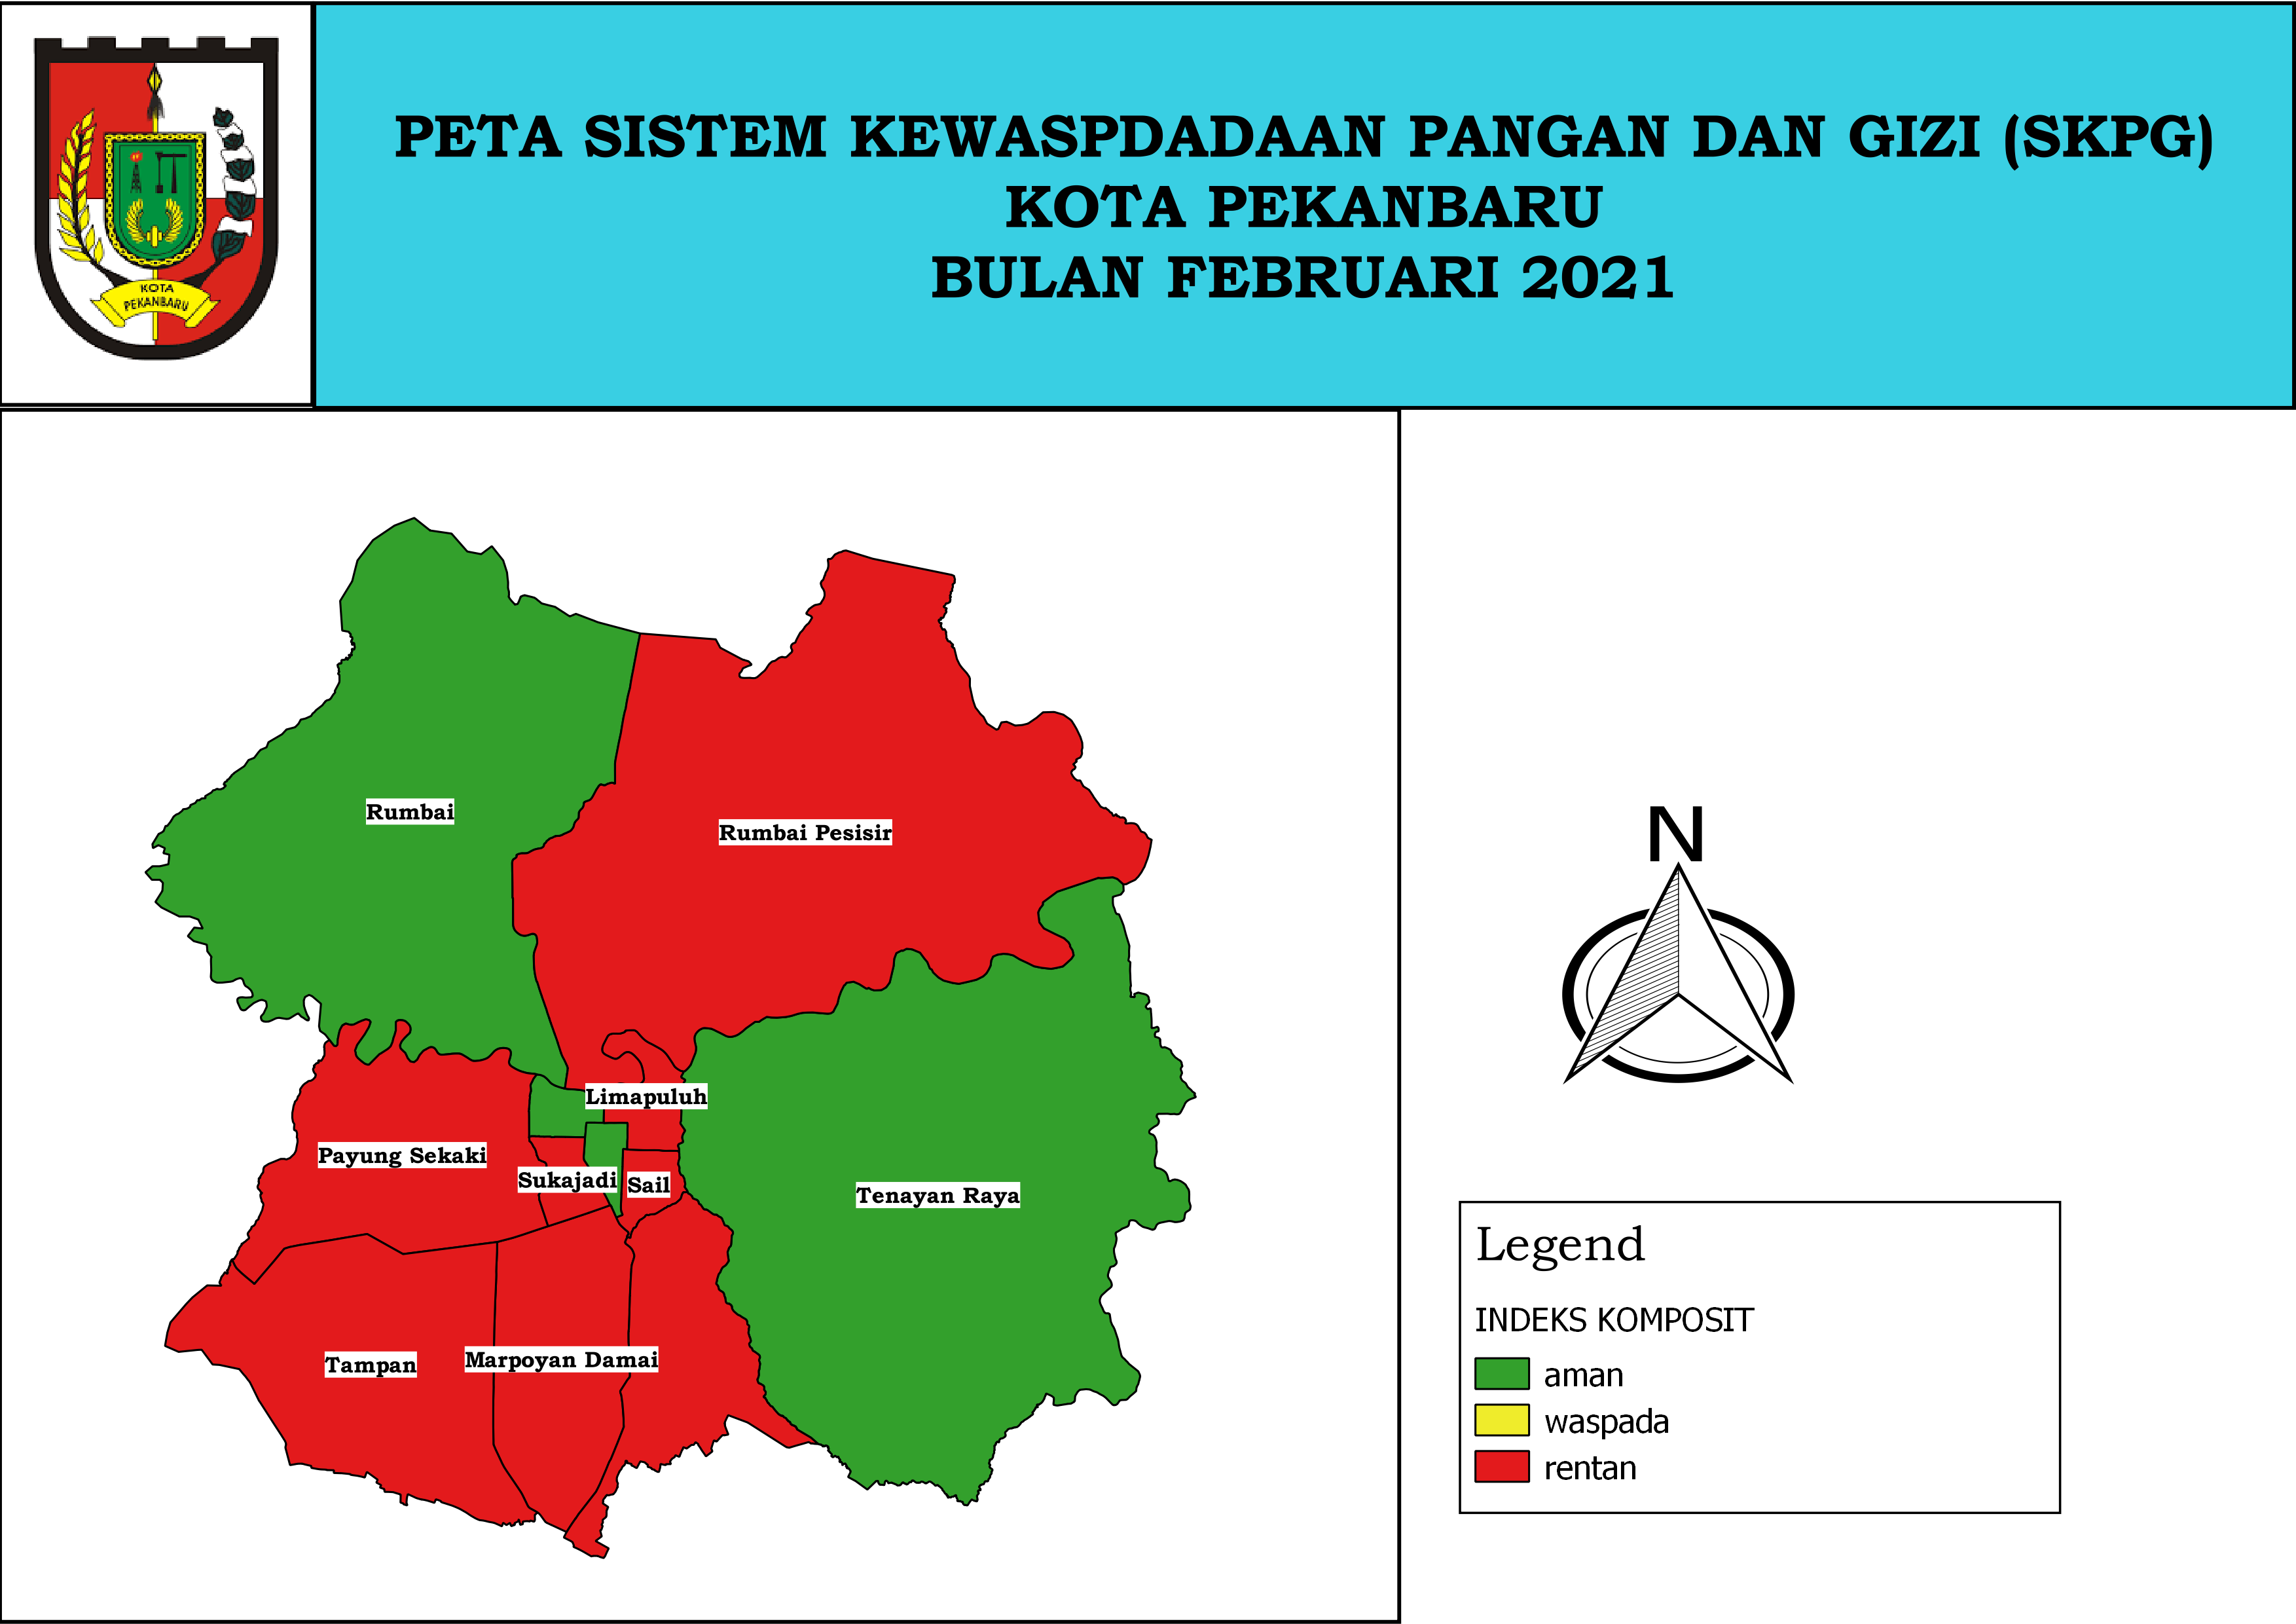 KOTA
PEKANBARU
PETA SISTEM KEWASPDADAAN PANGAN DAN GIZI (SKPG)
KOTA PEKANBARU
BULAN FEBRUARI 2021
Rumbai
Rumbai Pesisir
Limapuluh
Payung Sekaki
Sukajadi
Sail
Tenayan Raya
Tampan
Marpoyan Damai
N
Legend
INDEKS KOMPOSIT
aman
waspada
rentan